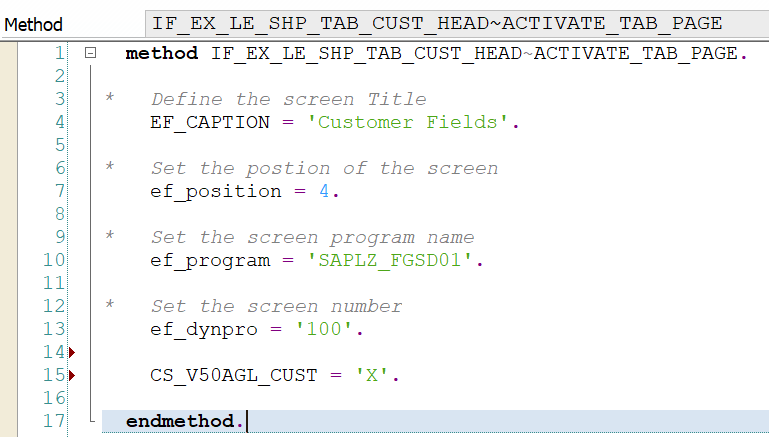 Method IF_EX_LE_SHP_TAB_CUST_HEAD~ACTIVATE_TAB_PAGE
1 method IF_EX_LE_SHP_TAB_CUST_HEAD~ACTIVATE_TAB_PAGE.
2
3 * Define the screen Title
4 EF_CAPTION = 'Customer Fields'.
5
6 * Set the postion of the screen
7 ef_position = 4.
8
9 * Set the screen program name
10 ef_program = 'SAPLZ_FGSD01'.
11
12 * Set the screen number
13 ef_dynpro = '100'.
14
15 CS_V50AGL_CUST = 'X'.
16
17 endmethod.